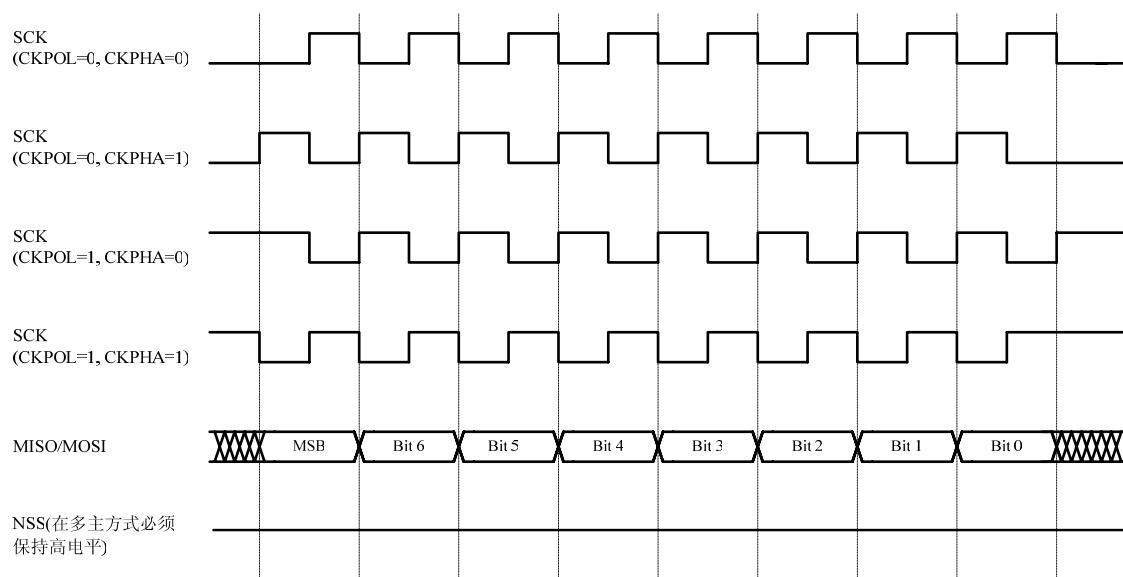 SCK
(CKPOL=0, CKPHA=0)
SCK
(CKPOL=0, CKPHA=1)
SCK
(CKPOL=1, CKPHA=0)
SCK
(CKPOL=1, CKPHA=1)
MISO/MOSI
MSB Bit 6 Bit 5 Bit 4 Bit 3 Bit 2 Bit 1 Bit 0
NSS(在多主方式必须
保持高电平)